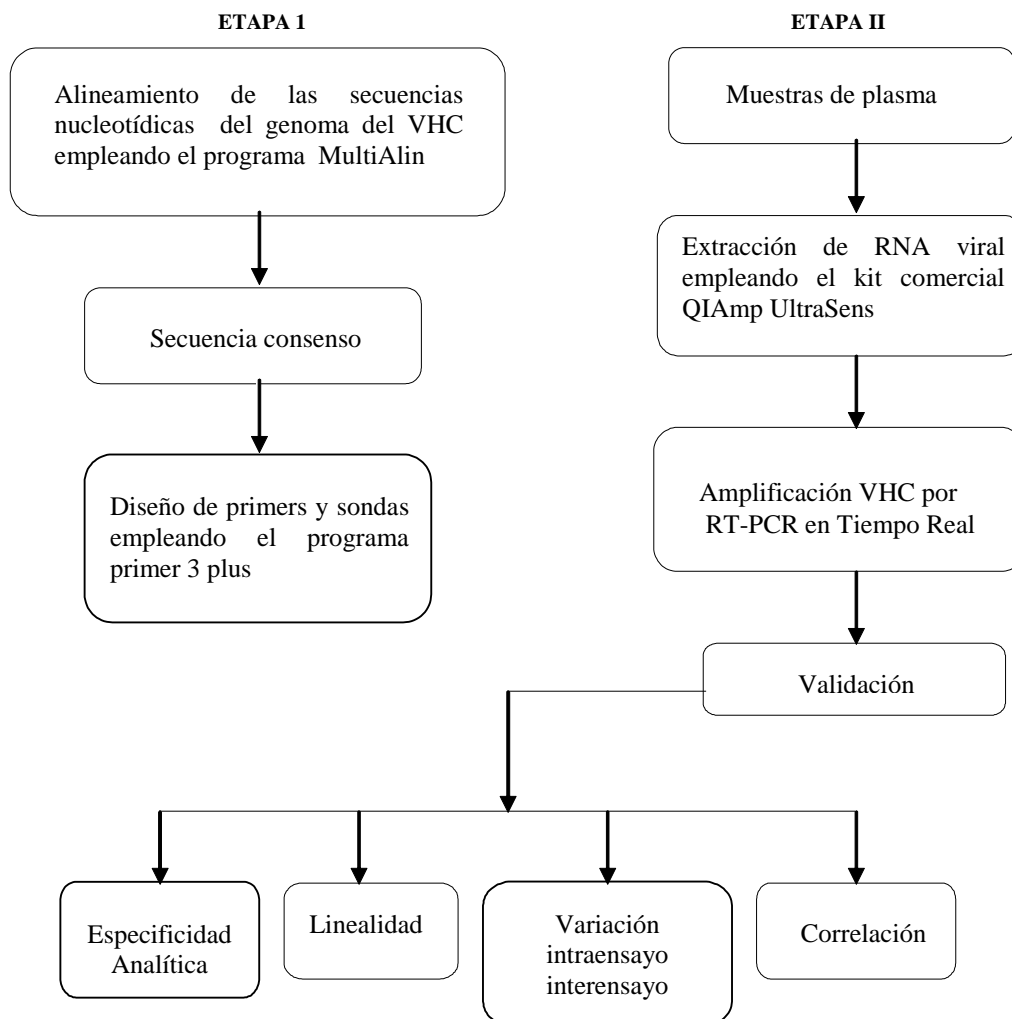 ETAPA 1
Alineamiento de las secuencias
nucleotídicas del genoma del VHC
empleando el programa MultiAlin
Secuencia consenso
Diseño de primers y sondas
empleando el programa
primer 3 plus
ETAPA II
Muestras de plasma
Extracción de RNA viral
empleando el kit comercial
QIAmp UltraSens
Amplificación VHC por
RT-PCR en Tiempo Real
Validación
Especificidad
Analítica
Linealidad
Variación
intraensayo
interensayo
Correlación